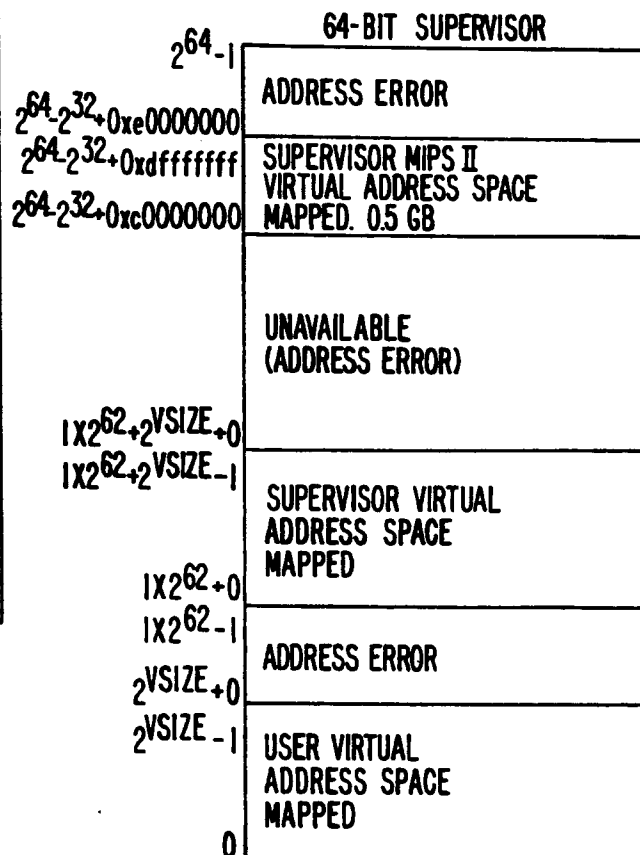 64-BIT SUPERVISOR
2^64-1
ADDRESS ERROR
2^64-2^32+0xe0000000
2^64-2^32+0xdfffffff
SUPERVISOR MIPS II
VIRTUAL ADDRESS SPACE
MAPPED. 0.5 GB
2^64-2^32+0xc0000000
UNAVAILABLE
(ADDRESS ERROR)
1X2^62+2^VSIZE+0
1X2^62+2^VSIZE-1
SUPERVISOR VIRTUAL
ADDRESS SPACE
MAPPED
1X2^62+0
1X2^62-1
ADDRESS ERROR
2^VSIZE+0
2^VSIZE-1
USER VIRTUAL
ADDRESS SPACE
MAPPED
0